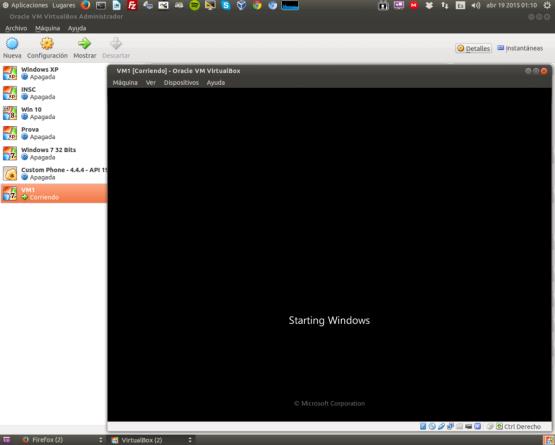 Aplicaciones Lugares
Es
abr 19 2015 01:10
Oracle VM VirtualBox Administrador
Archivo Máquina Ayuda
Nueva Configuración Mostrar Descartar
Detalles Instantáneas
Windows XP
Apagada
INSC
Apagada
Win 10
Apagada
Prova
Apagada
Windows 7 32 Bits
Apagada
Custom Phone - 4.4.4 - API 19
Apagada
VM1
Corriendo
VM1 [Corriendo] - Oracle VM VirtualBox
Máquina Ver Dispositivos Ayuda
Starting Windows
© Microsoft Corporation
Ctrl Derecho
Firefox (2)
VirtualBox (2)